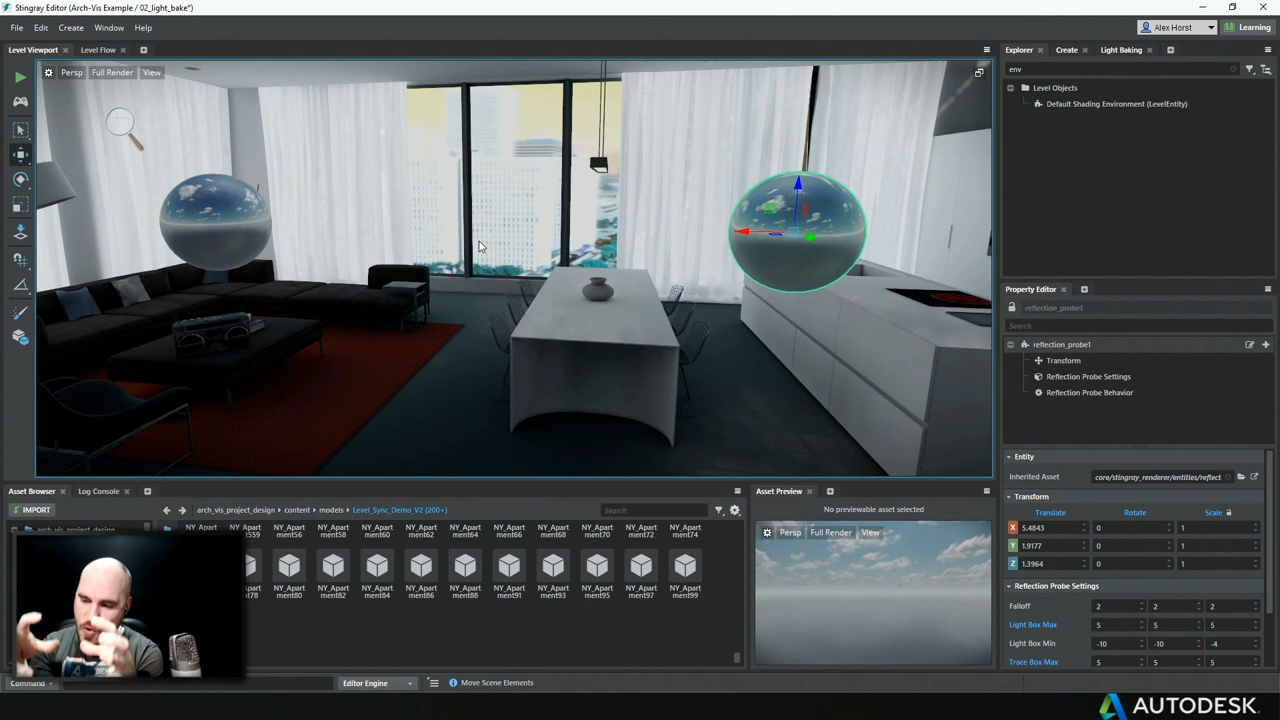 Stingray Editor (Arch-Vis Example / 02_light_bake*)
File Edit Create Window Help
Alex Horst
Learning
Level Viewport Level Flow
Persp Full Render View
Explorer Create Light Baking
env
Level Objects
Default Shading Environment (LevelEntity)
Property Editor
reflection_probe1
Search
reflection_probe1
Transform
Reflection Probe Settings
Reflection Probe Behavior
Entity
Inherited Asset core/stingray_renderer/entities/reflect
Transform
Translate Rotate Scale
X 5.4843 0 1
Y 1.9177 0 1
Z 1.3964 0 1
Reflection Probe Settings
Falloff 2 2 2
Light Box Max 5 5 5
Light Box Min -10 -10 -4
Trace Box Max 5 5 5
Asset Browser Log Console
IMPORT
arch_vis_project_design content models Level_Sync_Demo_V2 (200+)
Search
arch_vis_project_design
NY_Apart NY_Apart NY_Apart NY_Apart NY_Apart NY_Apart NY_Apart NY_Apart NY_Apart NY_Apart NY_Apart
ment559 ment56 ment58 ment60 ment62 ment64 ment66 ment68 ment70 ment72 ment74
NY_Apart NY_Apart NY_Apart NY_Apart NY_Apart NY_Apart NY_Apart NY_Apart NY_Apart NY_Apart NY_Apart
ment78 ment80 ment82 ment84 ment86 ment88 ment91 ment93 ment95 ment97 ment99
Asset Preview
No previewable asset selected
Persp Full Render View
Command
Editor Engine
Move Scene Elements
AUTODESK.